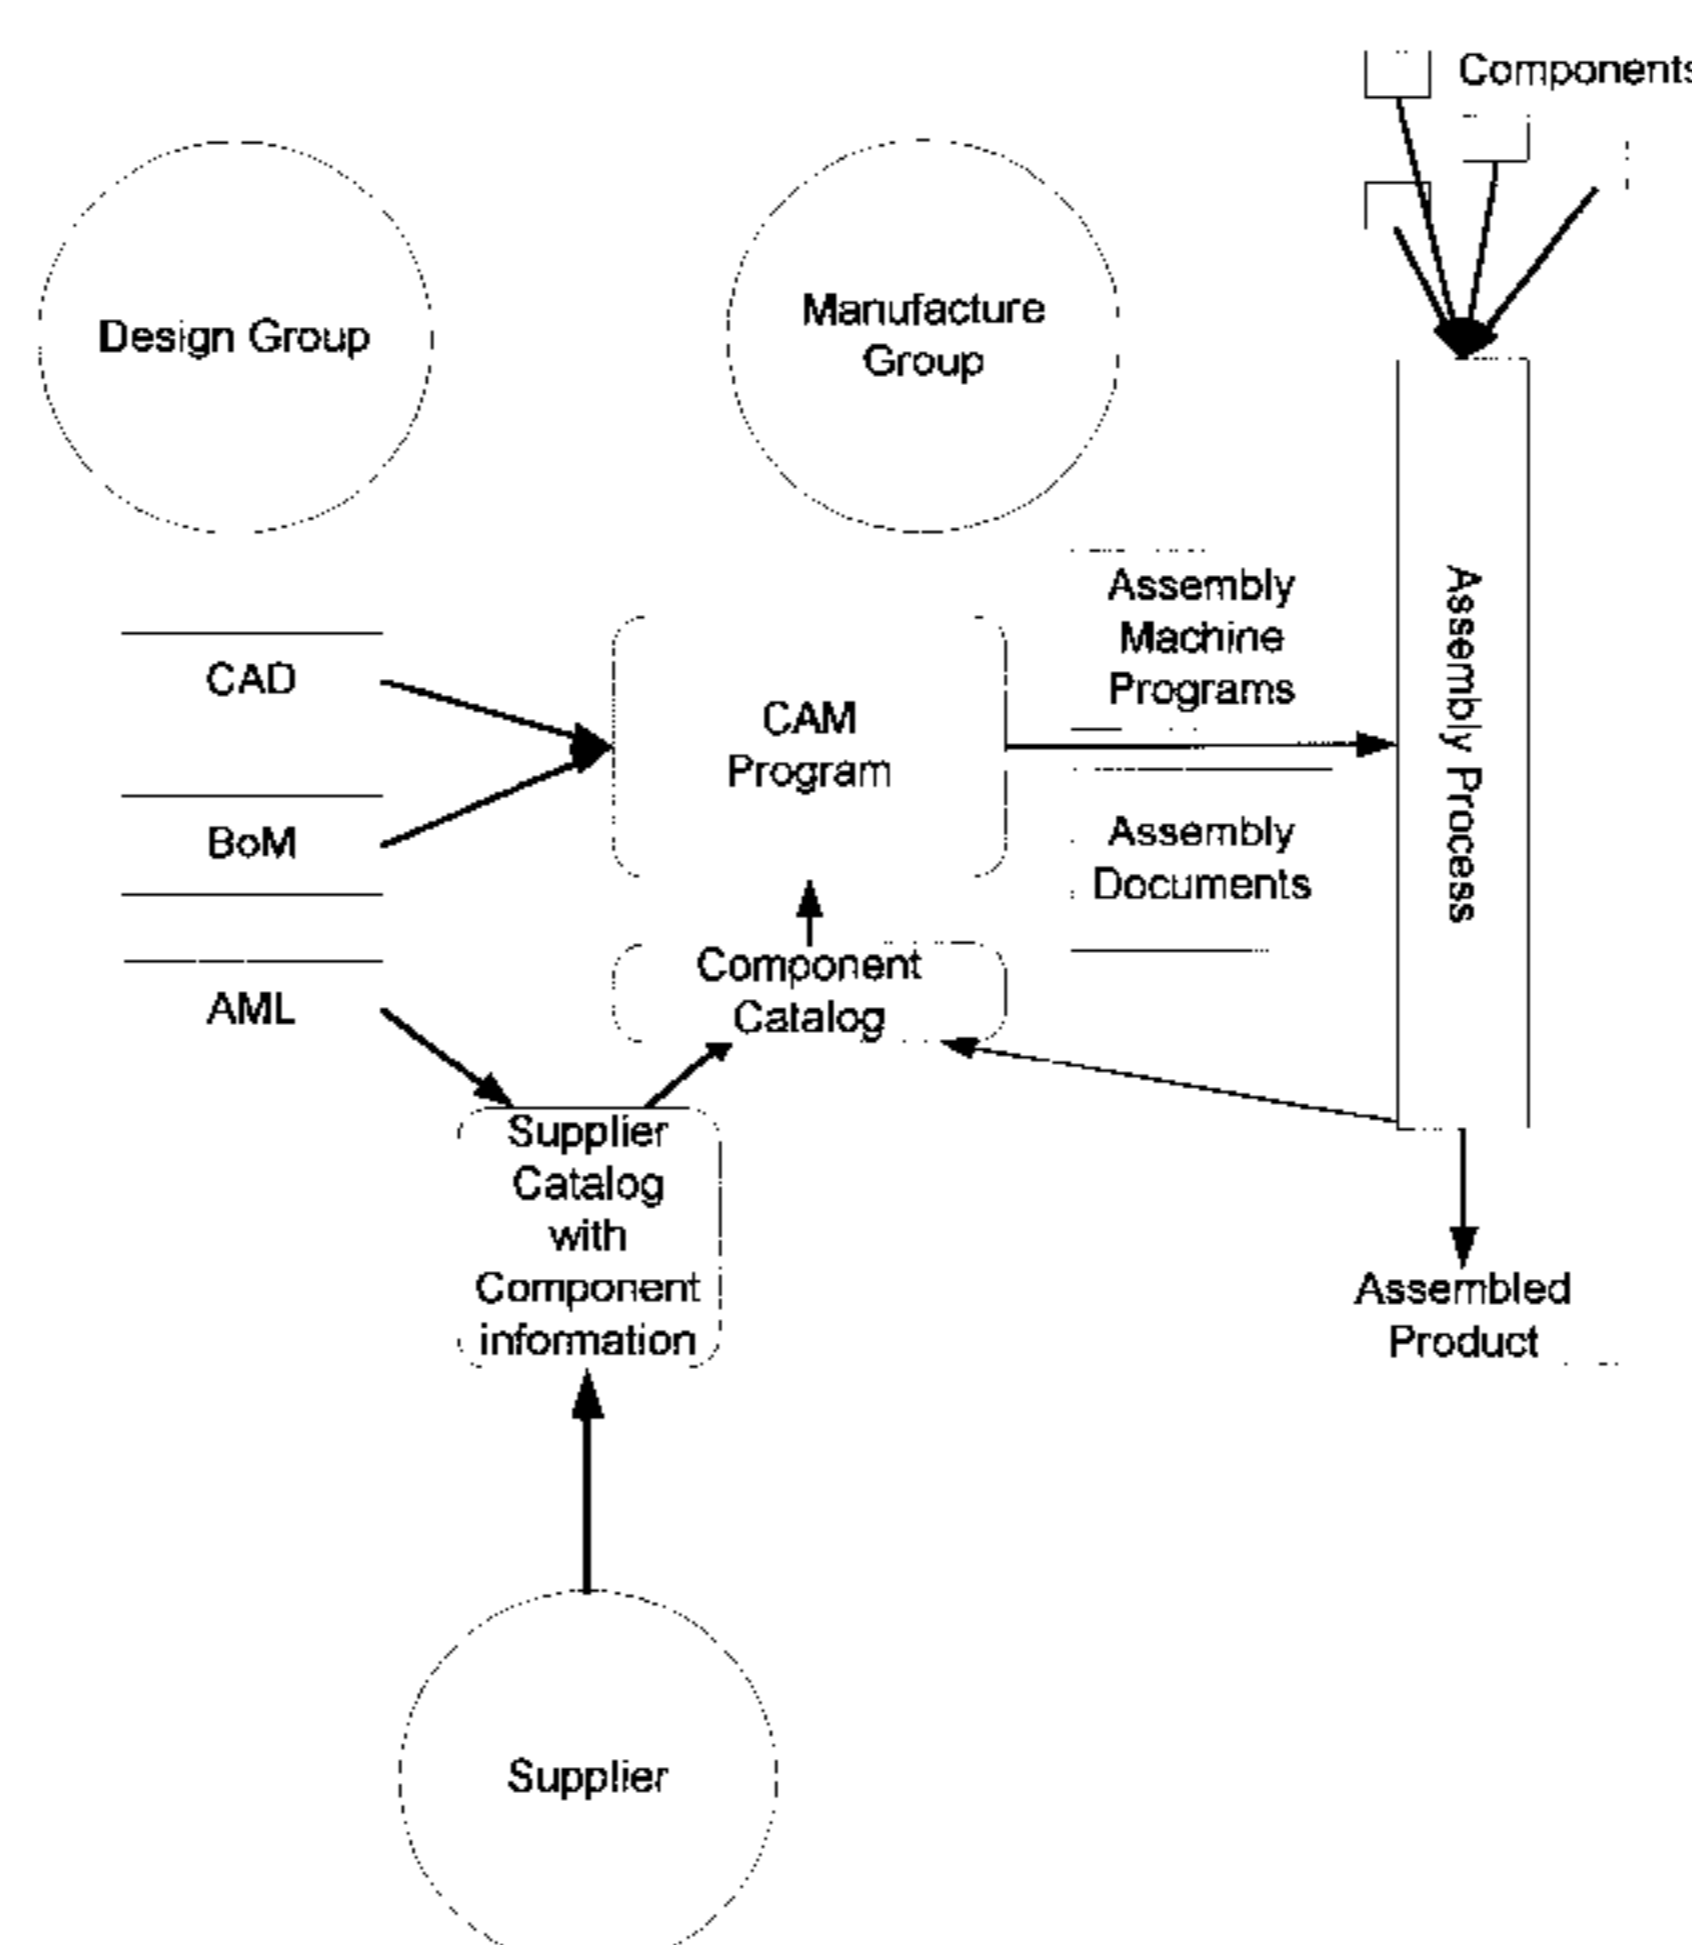 Components
Design Group
Manufacture
Group
Assembly
Machine
Programs
CAD
CAM
Program
Assembly Process
BoM
Assembly
Documents
AML
Component
Catalog
Supplier
Catalog
with
Component
information
Assembled
Product
Supplier